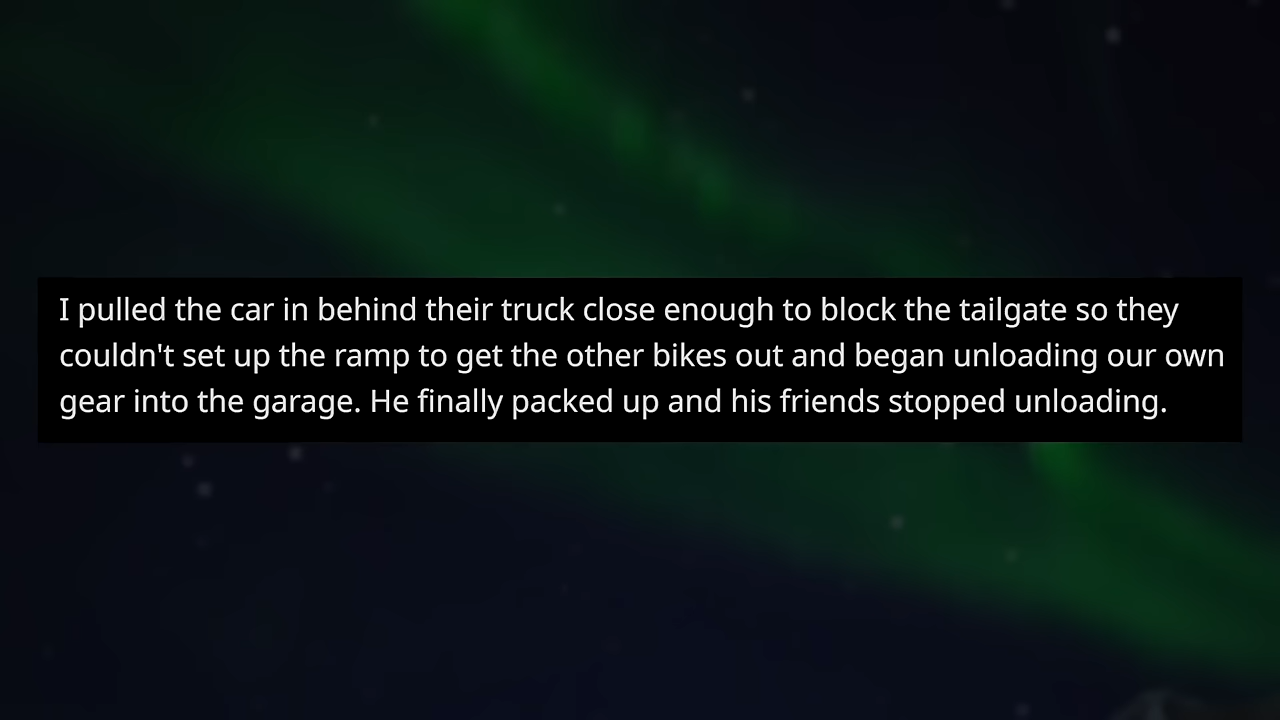 I pulled the car in behind their truck close enough to block the tailgate so they
couldn't set up the ramp to get the other bikes out and began unloading our own
gear into the garage. He finally packed up and his friends stopped unloading.